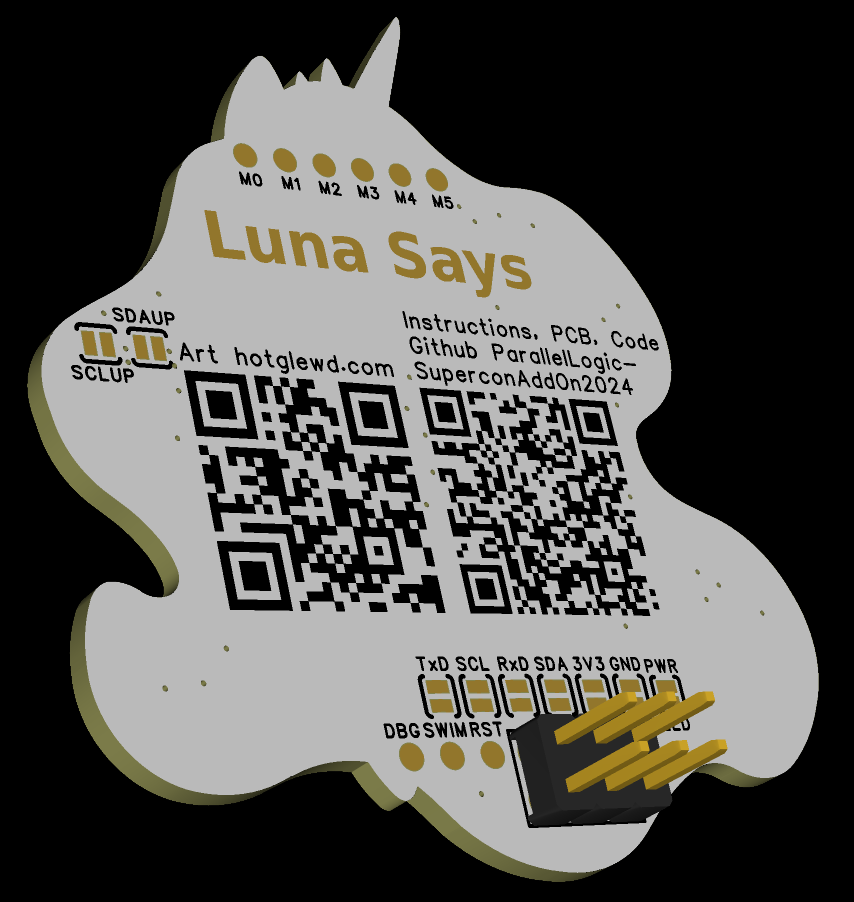 M0 M1 M2 M3 M4 M5
Luna Says
SDAUP
SCLUP
Instructions, PCB, Code
Github ParallelLogic-
SuperconAddOn2024
Art hotglewd.com
TxD SCL RxD SDA 3V3 GND PWR
DBG SWIM RST